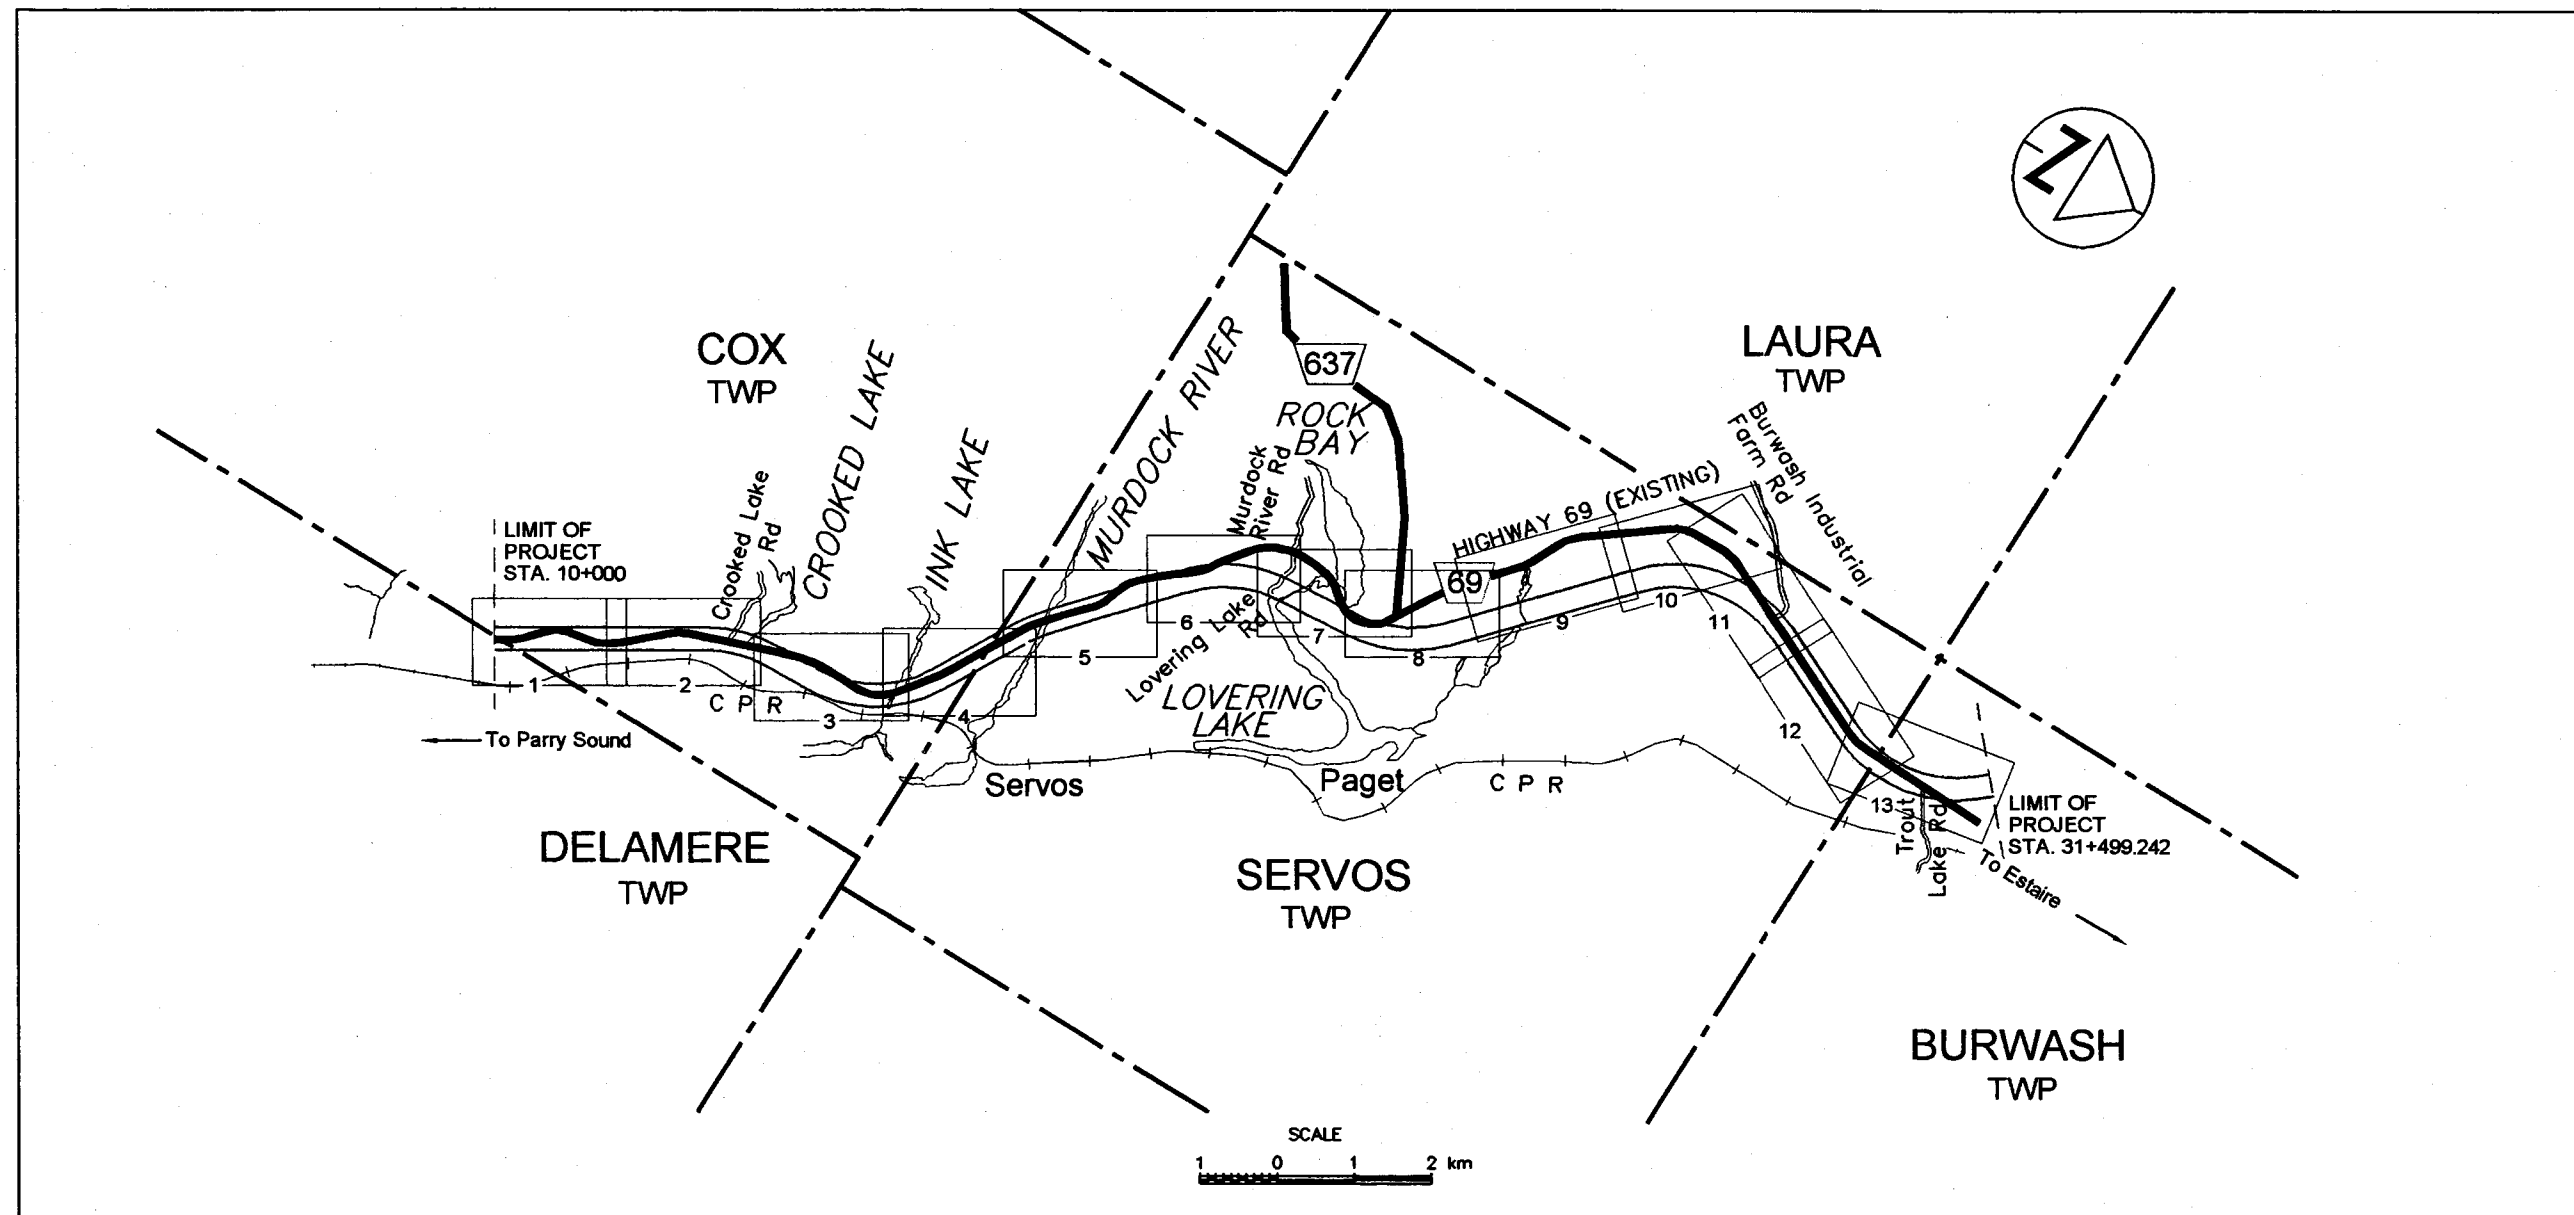 COX
TWP
LAURA
TWP
637
ROCK
BAY
CROOKED LAKE
INK LAKE
MURDOCK RIVER
Crooked Lake
Rd
Murdock
River Rd
Burwash Industrial
Farm Rd
HIGHWAY 69 (EXISTING)
69
LIMIT OF
PROJECT
STA. 10+000
Lovering Lake
Rd
LOVERING
LAKE
1
2
3
4
5
6
7
8
9
10
11
12
13
C P R
To Parry Sound
Servos
Paget
C P R
Trout
Lake Rd
LIMIT OF
PROJECT
STA. 31+499.242
To Estaire
DELAMERE
TWP
SERVOS
TWP
BURWASH
TWP
SCALE
1 0 1 2 km
N